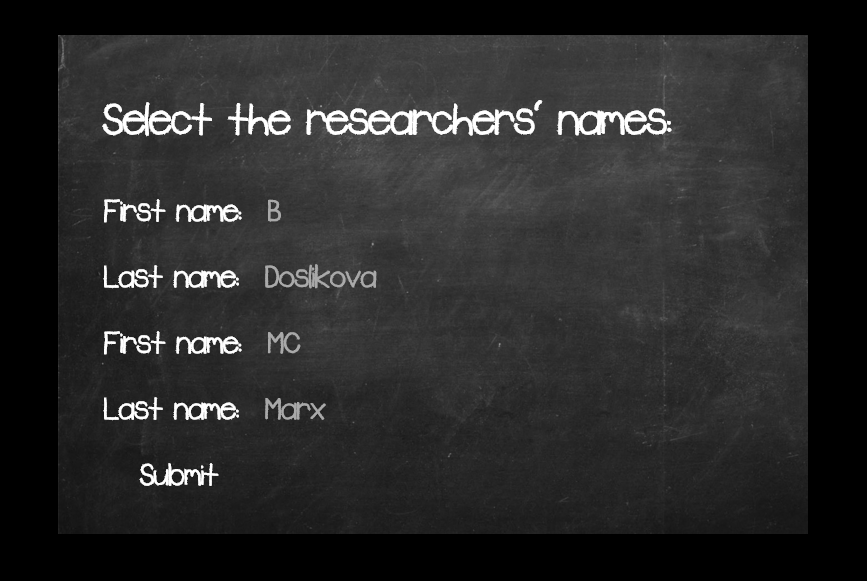 Select the researchers' names:
First name: B
Last name: Doslikova
First name: MC
Last name: Marx
Submit